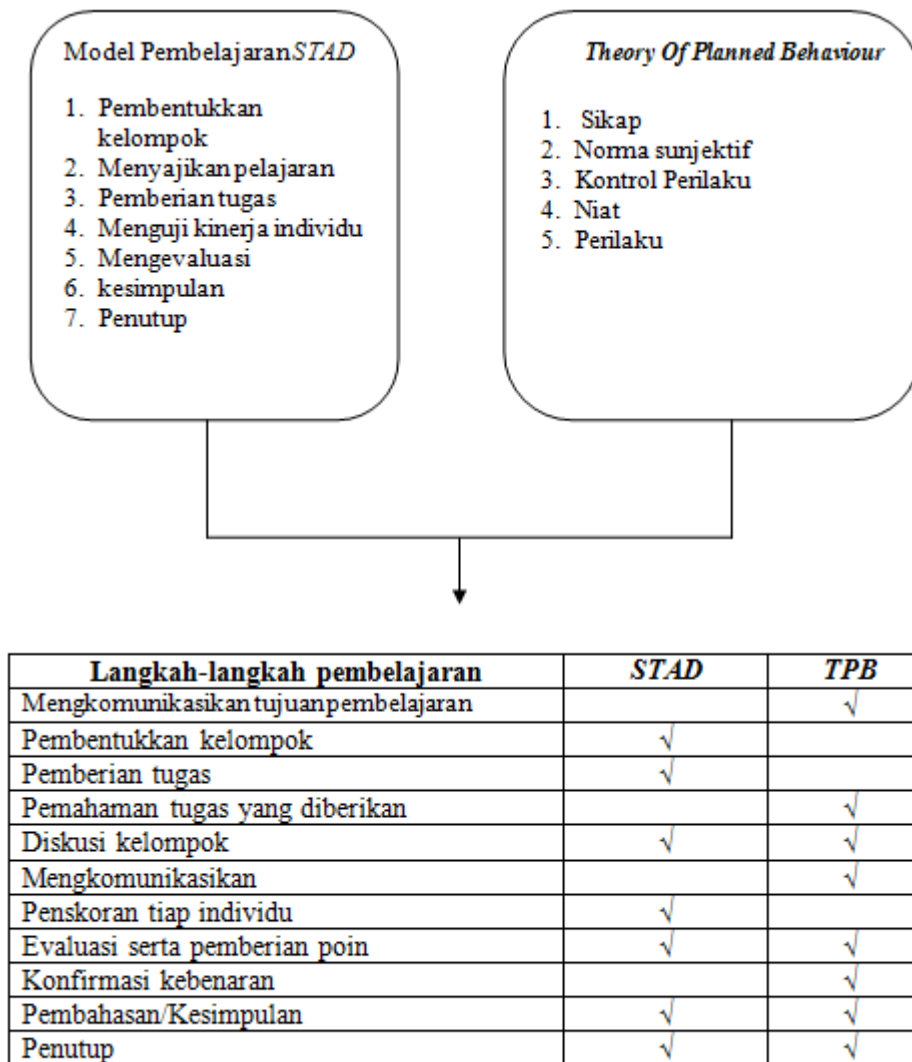 Model Pembelajaran STAD
1. Pembentukkan
kelompok
2. Menyajikan pelajaran
3. Pemberian tugas
4. Menguji kinerja individu
5. Mengevaluasi
6. kesimpulan
7. Penutup
Theory Of Planned Behaviour
1. Sikap
2. Norma sunjektif
3. Kontrol Perilaku
4. Niat
5. Perilaku
Langkah-langkah pembelajaran STAD TPB
Mengkomunikasikan tujuan pembelajaran √
Pembentukkan kelompok √
Pemberian tugas √
Pemahaman tugas yang diberikan √
Diskusi kelompok √ √
Mengkomunikasikan √
Penskoran tiap individu √
Evaluasi serta pemberian poin √ √
Konfirmasi kebenaran √
Pembahasan/Kesimpulan √ √
Penutup √ √